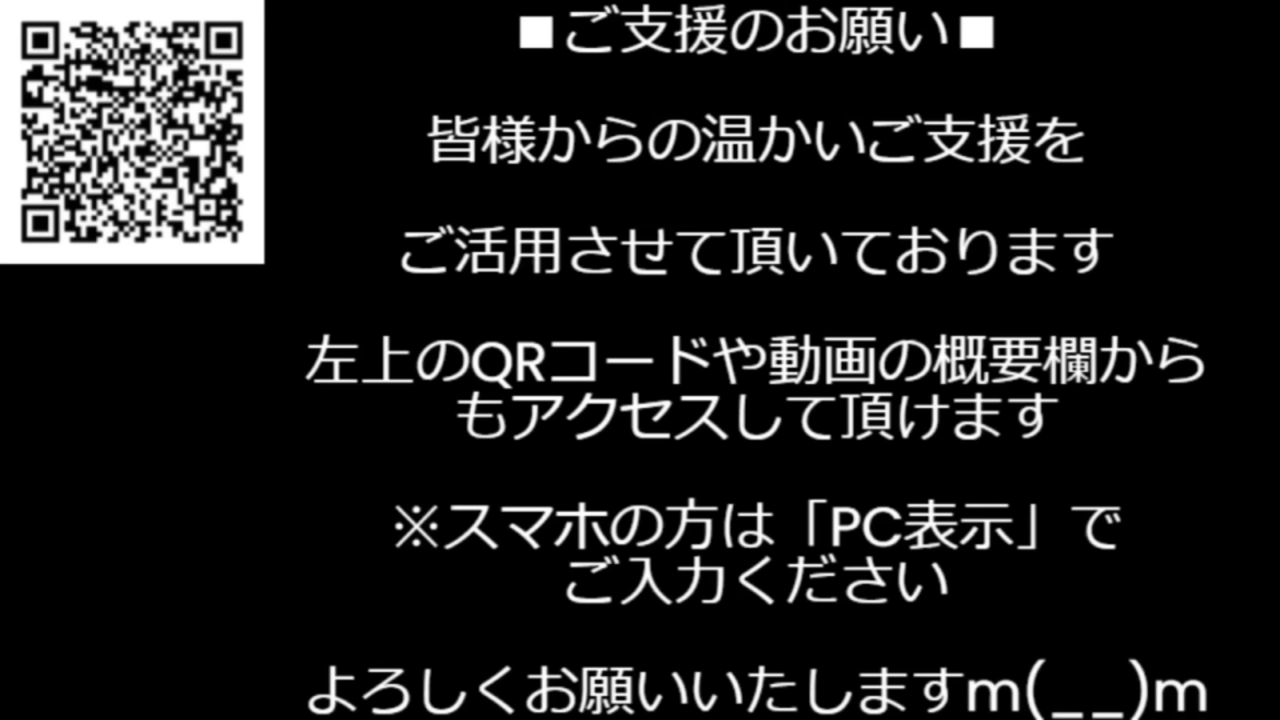 ■ご支援のお願い■
皆様からの温かいご支援を
ご活用させて頂いております
左上のQRコードや動画の概要欄から
もアクセスして頂けます
※スマホの方は「PC表示」で
ご入力ください
よろしくお願いいたしますm(__)m